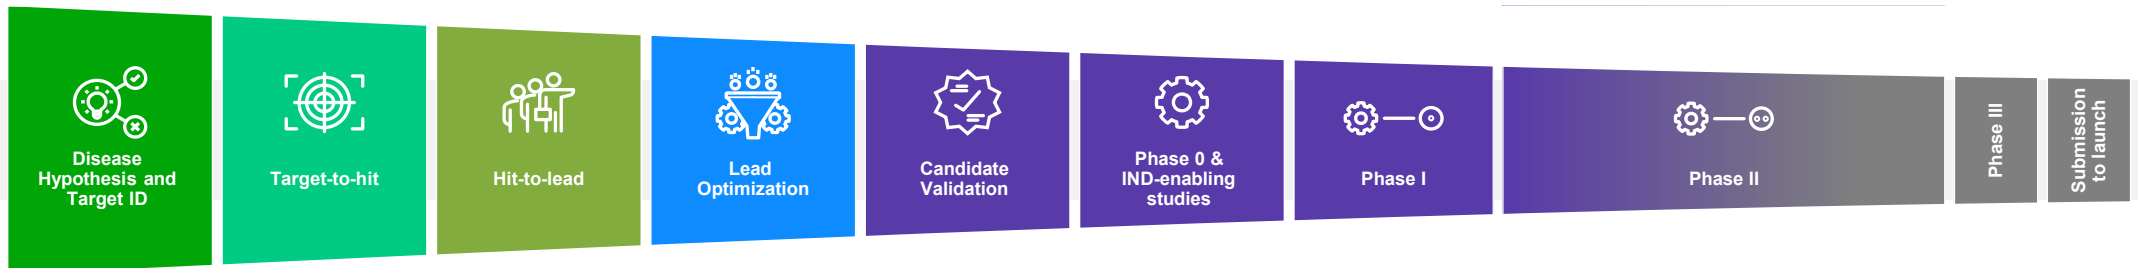 Disease
Hypothesis and
Target ID
Target-to-hit
Hit-to-lead
Lead
Optimization
Candidate
Validation
Phase 0 &
IND-enabling
studies
Phase I
Phase II
Phase III
Submission
to launch